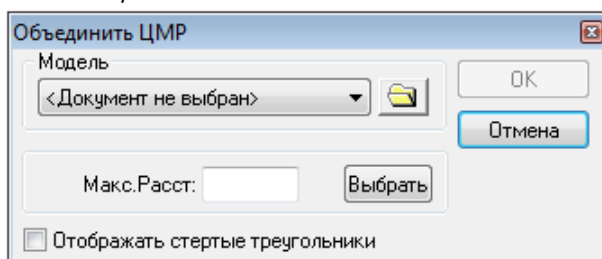 Объединить ЦМР
Модель
<Документ не выбран>
OK
Отмена
Макс.Расст:
Выбрать
Отображать стертые треугольники